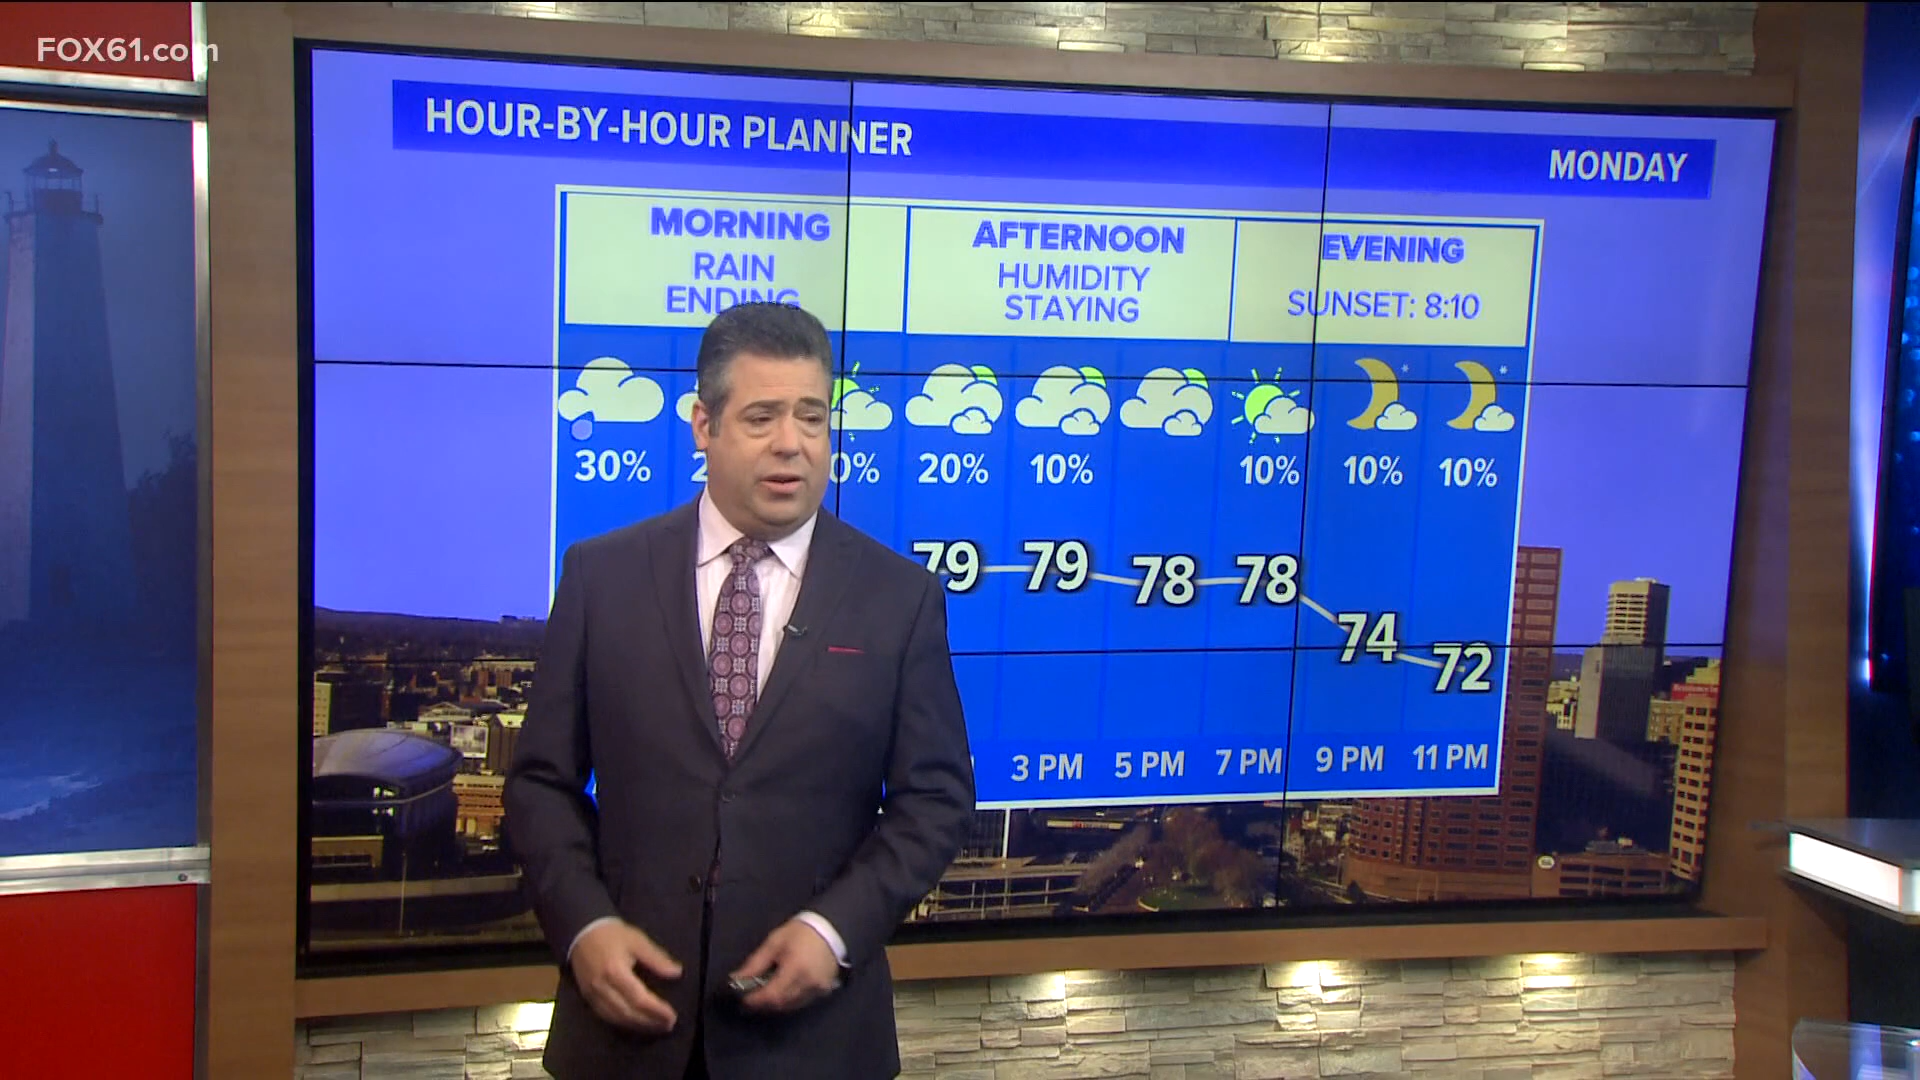 FOX61.com
HOUR-BY-HOUR PLANNER
MONDAY
MORNING
RAIN
ENDING
AFTERNOON
HUMIDITY
STAYING
EVENING
SUNSET: 8:10
30% 20% 10% 10% 10% 10%
79 79 78 78 74 72
3 PM 5 PM 7 PM 9 PM 11 PM